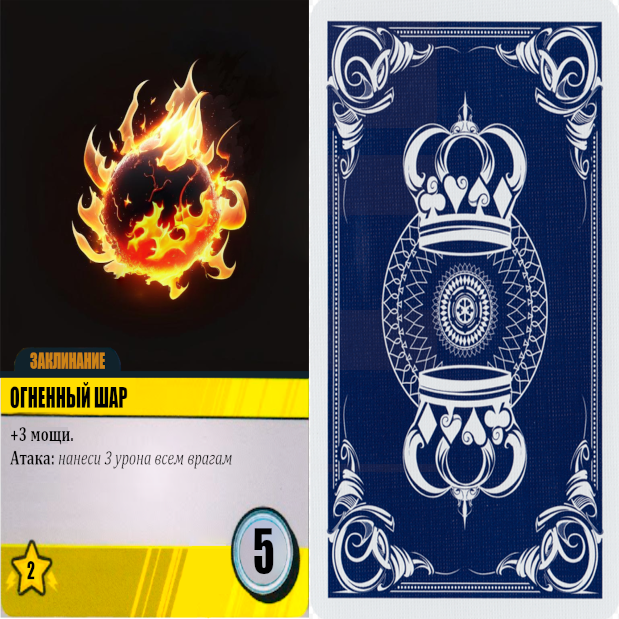 ЗАКЛИНАНИЕ
ОГНЕННЫЙ ШАР
+3 мощи.
Атака: нанеси 3 урона всем врагам
5
2